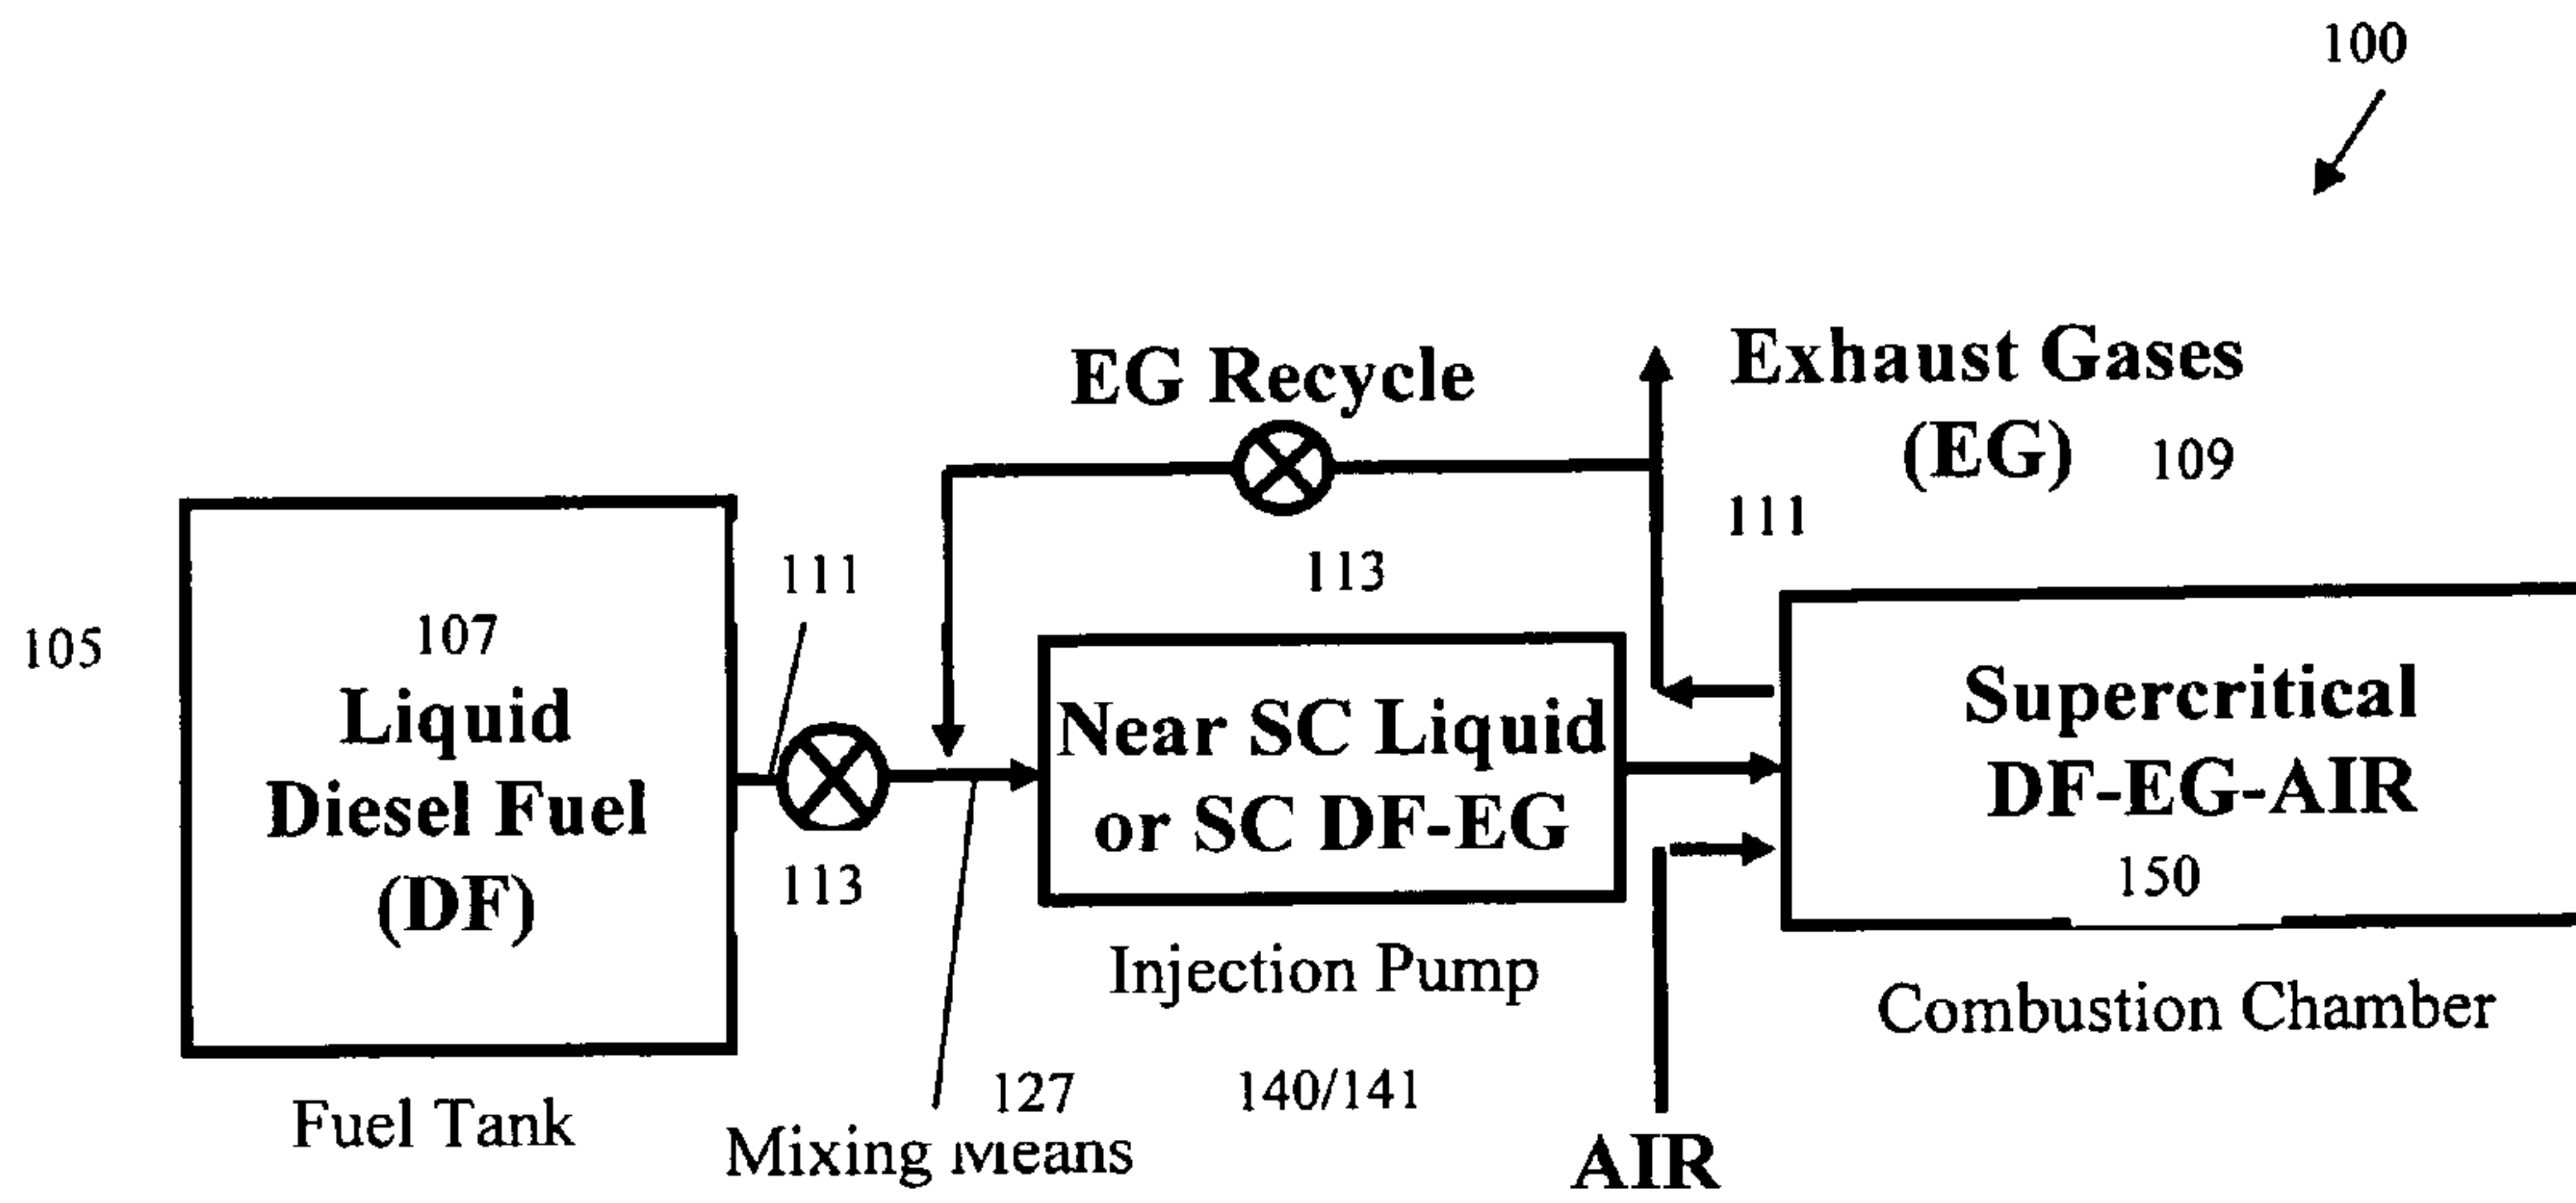 100
EG Recycle
Exhaust Gases
(EG) 109
111
113
111
105
107
Liquid
Diesel Fuel
(DF)
Fuel Tank
113
Near SC Liquid
or SC DF-EG
Injection Pump
140/141
127
Mixing Means
Supercritical
DF-EG-AIR
150
Combustion Chamber
AIR